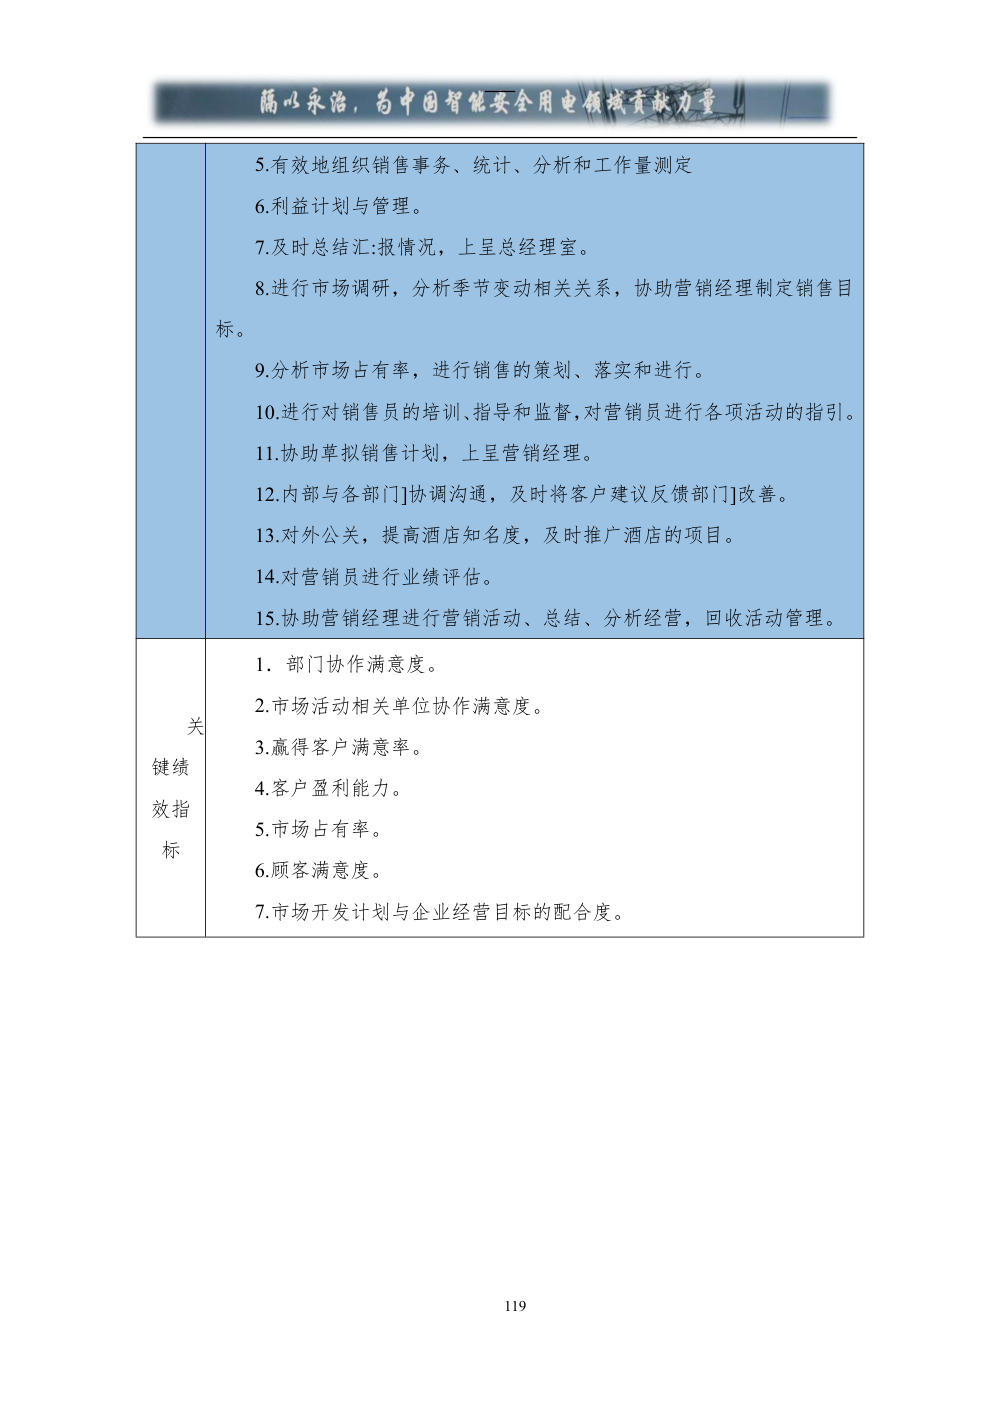 隔以永治，为中国智能安全用电领域贡献力量
5.有效地组织销售事务、统计、分析和工作量测定
6.利益计划与管理。
7.及时总结汇:报情况，上呈总经理室。
8.进行市场调研，分析季节变动相关关系，协助营销经理制定销售目
标。
9.分析市场占有率，进行销售的策划、落实和进行。
10.进行对销售员的培训、指导和监督，对营销员进行各项活动的指引。
11.协助草拟销售计划，上呈营销经理。
12.内部与各部门]协调沟通，及时将客户建议反馈部门]改善。
13.对外公关，提高酒店知名度，及时推广酒店的项目。
14.对营销员进行业绩评估。
15.协助营销经理进行营销活动、总结、分析经营，回收活动管理。
关
键绩
效指
标
1．部门协作满意度。
2.市场活动相关单位协作满意度。
3.赢得客户满意率。
4.客户盈利能力。
5.市场占有率。
6.顾客满意度。
7.市场开发计划与企业经营目标的配合度。
119